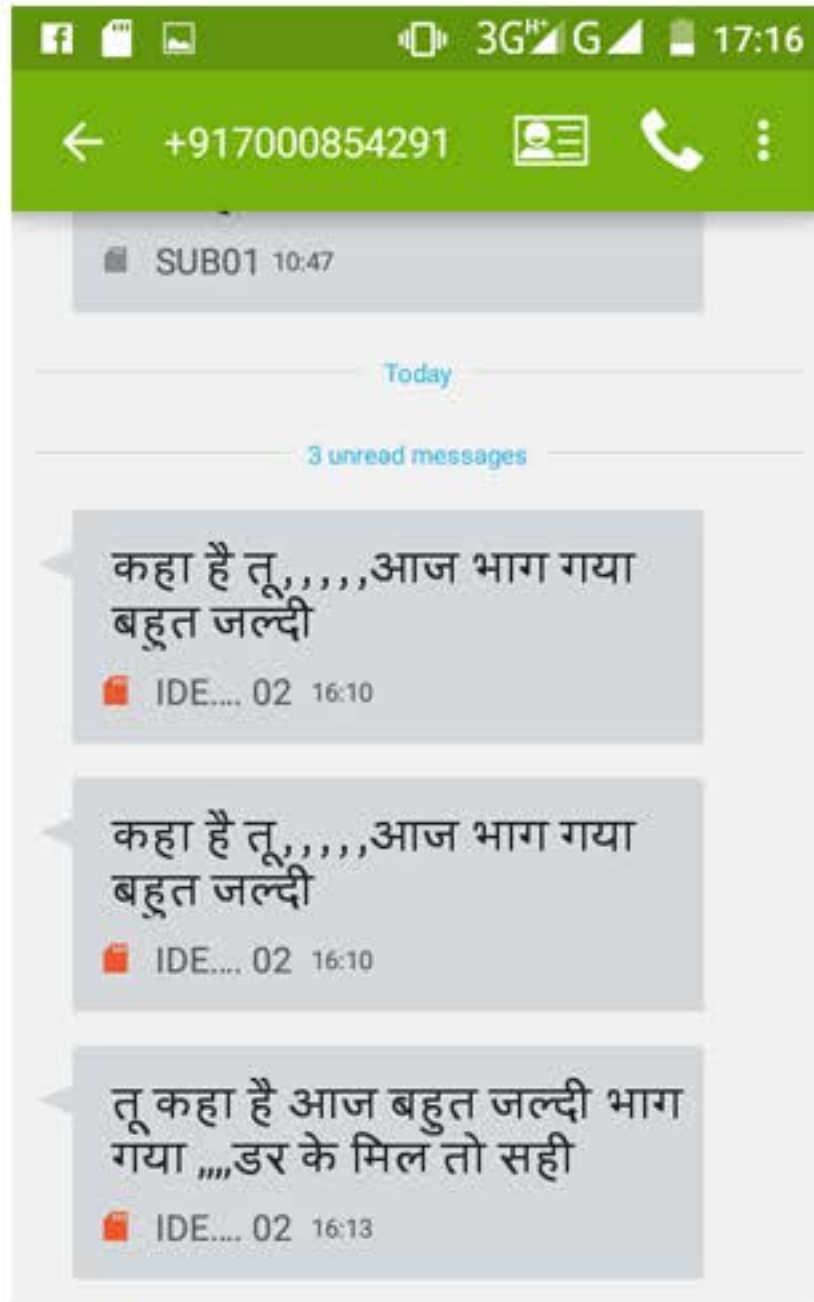 3G H+ G 17:16
+917000854291
SUB01 10:47
Today
3 unread messages
कहा है तू,,,,,आज भाग गया
बहुत जल्दी
IDE.... 02 16:10
कहा है तू,,,,,आज भाग गया
बहुत जल्दी
IDE.... 02 16:10
तू कहा है आज बहुत जल्दी भाग
गया ,,,,डर के मिल तो सही
IDE.... 02 16:13